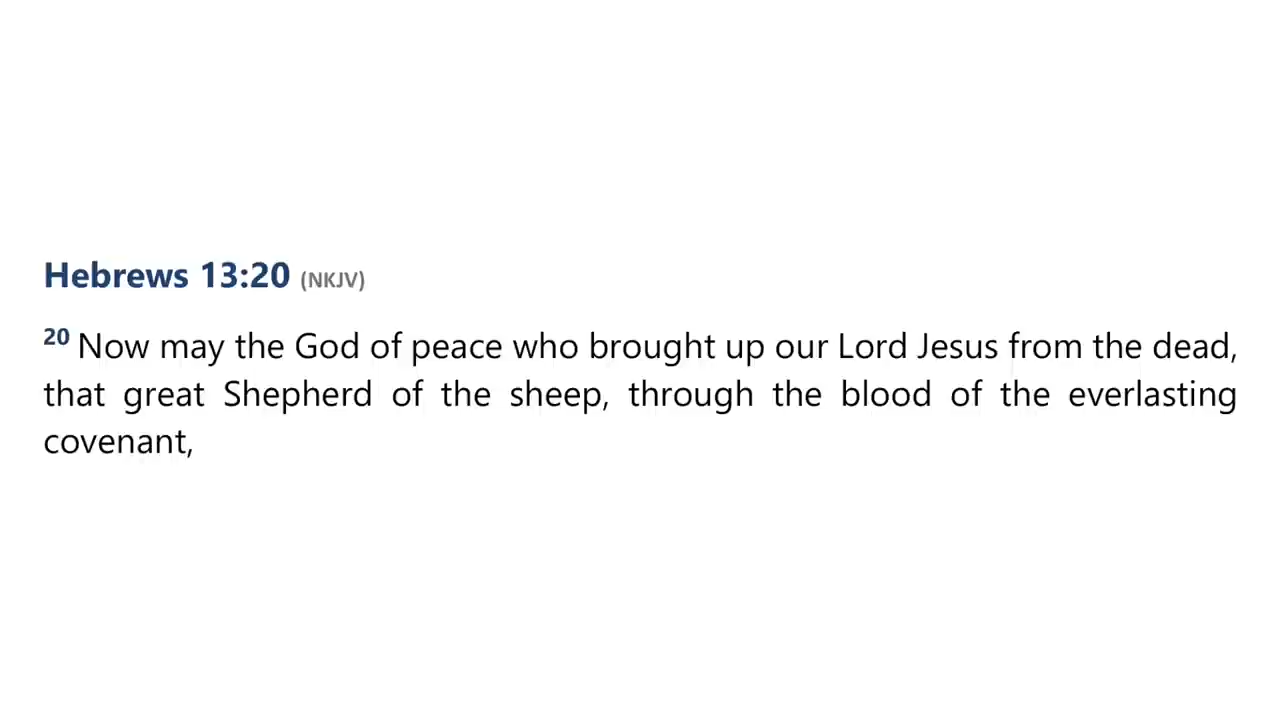 Hebrews 13:20 (NKJV)
20 Now may the God of peace who brought up our Lord Jesus from the dead,
that great Shepherd of the sheep, through the blood of the everlasting
covenant,